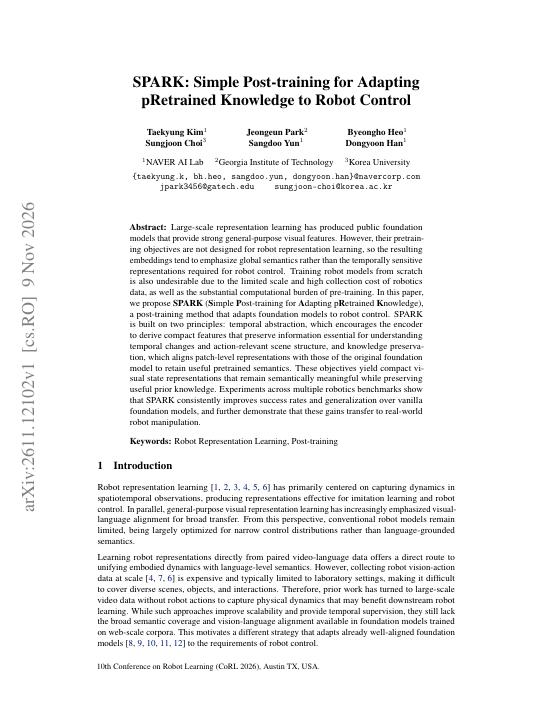 SPARK: Simple Post-training for Adapting
pRetrained Knowledge to Robot Control
Taekyung Kim1 Jeongeun Park2 Byeongho Heo1
Sungjoon Choi3 Sangdoo Yun1 Dongyoon Han1
1NAVER AI Lab 2Georgia Institute of Technology 3Korea University
{taekyung.k, bh.heo, sangdoo.yun, dongyoon.han}@navercorp.com
jpark3456@gatech.edu sungjoon-choi@korea.ac.kr
arXiv:2611.12102v1 [cs.RO] 9 Nov 2026
Abstract: Large-scale representation learning has produced public foundation
models that provide strong general-purpose visual features. However, their pretrain-
ing objectives are not designed for robot representation learning, so the resulting
embeddings tend to emphasize global semantics rather than the temporally sensitive
representations required for robot control. Training robot models from scratch
is also undesirable due to the limited scale and high collection cost of robotics
data, as well as the substantial computational burden of pre-training. In this paper,
we propose SPARK (Simple Post-training for Adapting pRetrained Knowledge),
a post-training method that adapts foundation models to robot control. SPARK
is built on two principles: temporal abstraction, which encourages the encoder
to derive compact features that preserve information essential for understanding
temporal changes and action-relevant scene structure, and knowledge preserva-
tion, which aligns patch-level representations with those of the original foundation
model to retain useful pretrained semantics. These objectives yield compact vi-
sual state representations that remain semantically meaningful while preserving
useful prior knowledge. Experiments across multiple robotics benchmarks show
that SPARK consistently improves success rates and generalization over vanilla
foundation models, and further demonstrate that these gains transfer to real-world
robot manipulation.
Keywords: Robot Representation Learning, Post-training
1 Introduction
Robot representation learning [1, 2, 3, 4, 5, 6] has primarily centered on capturing dynamics in
spatiotemporal observations, producing representations effective for imitation learning and robot
control. In parallel, general-purpose visual representation learning has increasingly emphasized visual-
language alignment for broad transfer. From this perspective, conventional robot models remain
limited, being largely optimized for narrow control distributions rather than language-grounded
semantics.
Learning robot representations directly from paired video-language data offers a direct route to
unifying embodied dynamics with language-level semantics. However, collecting robot vision-action
data at scale [4, 7, 6] is expensive and typically limited to laboratory settings, making it difficult
to cover diverse scenes, objects, and interactions. Therefore, prior work has turned to large-scale
video data without robot actions to capture physical dynamics that may benefit downstream robot
learning. While such approaches improve scalability and provide temporal supervision, they still lack
the broad semantic coverage and vision-language alignment available in foundation models trained
on web-scale corpora. This motivates a different strategy that adapts already well-aligned foundation
models [8, 9, 10, 11, 12] to the requirements of robot control.
10th Conference on Robot Learning (CoRL 2026), Austin TX, USA.